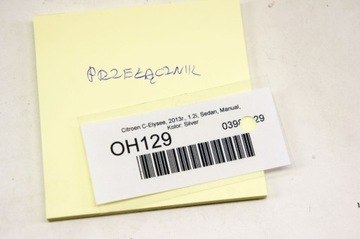 PRZEŁĄCZNIK
Citroen C-Elysee, 2013r., 1.2i, Sedan, Manual,
Kolor: Silver
OH129